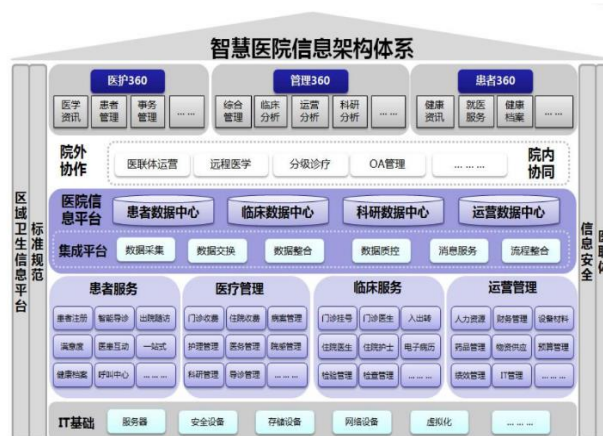 智慧医院信息架构体系
医护360
管理360
患者360
医学资讯
患者管理
事务管理
... ...
综合管理
临床分析
运营分析
科研分析
... ...
健康资讯
就医服务
健康档案
... ...
院外协作
医联体运营
远程医学
分级诊疗
OA管理
... ... ...
院内协同
区域卫生信息平台
标准规范
医院信息平台
患者数据中心
临床数据中心
科研数据中心
运营数据中心
集成平台
数据采集
数据交换
数据整合
数据质控
消息服务
流程整合
信息安全
医联体
患者服务
医疗管理
临床服务
运营管理
患者注册
智能导诊
出院随访
门诊收费
住院收费
病案管理
门诊挂号
门诊医生
入出转
人力资源
财务管理
设备材料
满意度
医患互动
一站式
护理管理
医务管理
院感管理
住院医生
住院护士
电子病历
药品管理
物资供应
预算管理
健康档案
呼叫中心
... ... ...
科研管理
导诊管理
... ... ...
检验管理
检查管理
... ... ...
绩效管理
IT管理
... ... ...
IT基础
服务器
安全设备
存储设备
网络设备
虚拟化
... ... ...